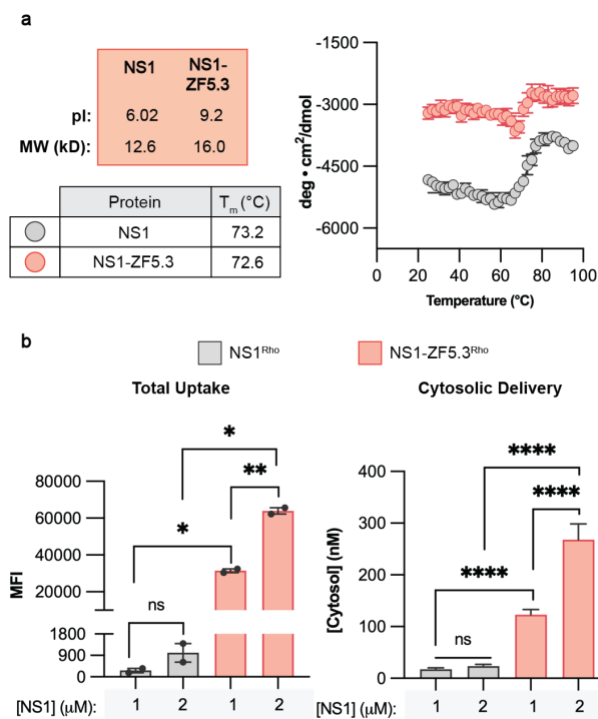 a
NS1 NS1-ZF5.3
pI: 6.02 9.2
MW (kD): 12.6 16.0
Protein Tm (°C)
NS1 73.2
NS1-ZF5.3 72.6
deg • cm2/dmol
-1500
-3000
-4500
-6000
0 20 40 60 80 100
Temperature (°C)
b
NS1Rho NS1-ZF5.3Rho
Total Uptake
MFI
80000
60000
40000
20000
1800
900
0
*
**
*
ns
[NS1] (μM): 1 2 1 2
Cytosolic Delivery
[Cytosol] (nM)
400
300
200
100
0
****
****
****
ns
[NS1] (μM): 1 2 1 2